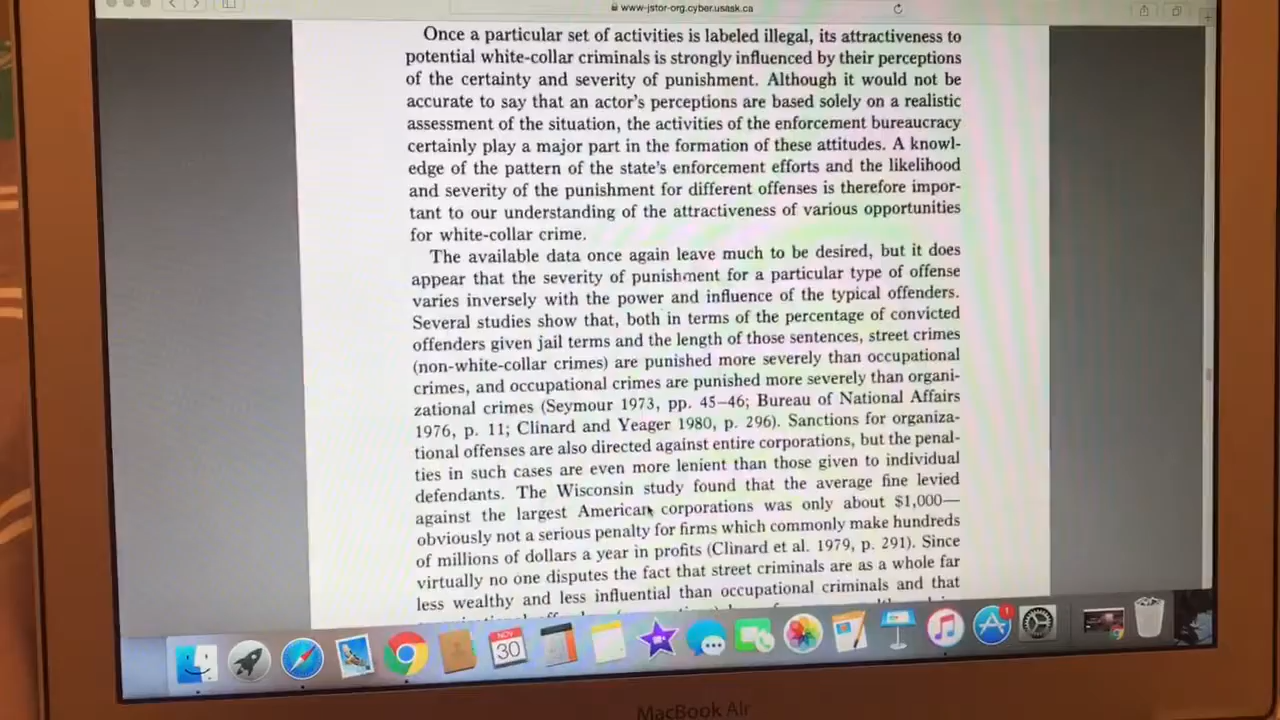 www-jstor-org.cyber.usask.ca
Once a particular set of activities is labeled illegal, its attractiveness to
potential white-collar criminals is strongly influenced by their perceptions
of the certainty and severity of punishment. Although it would not be
accurate to say that an actor's perceptions are based solely on a realistic
assessment of the situation, the activities of the enforcement bureaucracy
certainly play a major part in the formation of these attitudes. A knowl-
edge of the pattern of the state's enforcement efforts and the likelihood
and severity of the punishment for different offenses is therefore impor-
tant to our understanding of the attractiveness of various opportunities
for white-collar crime.
The available data once again leave much to be desired, but it does
appear that the severity of punishment for a particular type of offense
varies inversely with the power and influence of the typical offenders.
Several studies show that, both in terms of the percentage of convicted
offenders given jail terms and the length of those sentences, street crimes
(non-white-collar crimes) are punished more severely than occupational
crimes, and occupational crimes are punished more severely than organi-
zational crimes (Seymour 1973, pp. 45–46; Bureau of National Affairs
1976, p. 11; Clinard and Yeager 1980, p. 296). Sanctions for organiza-
tional offenses are also directed against entire corporations, but the penal-
ties in such cases are even more lenient than those given to individual
defendants. The Wisconsin study found that the average fine levied
against the largest American corporations was only about $1,000—
obviously not a serious penalty for firms which commonly make hundreds
of millions of dollars a year in profits (Clinard et al. 1979, p. 291). Since
virtually no one disputes the fact that street criminals are as a whole far
less wealthy and less influential than occupational criminals and that
NOV
30
1
MacBook Air